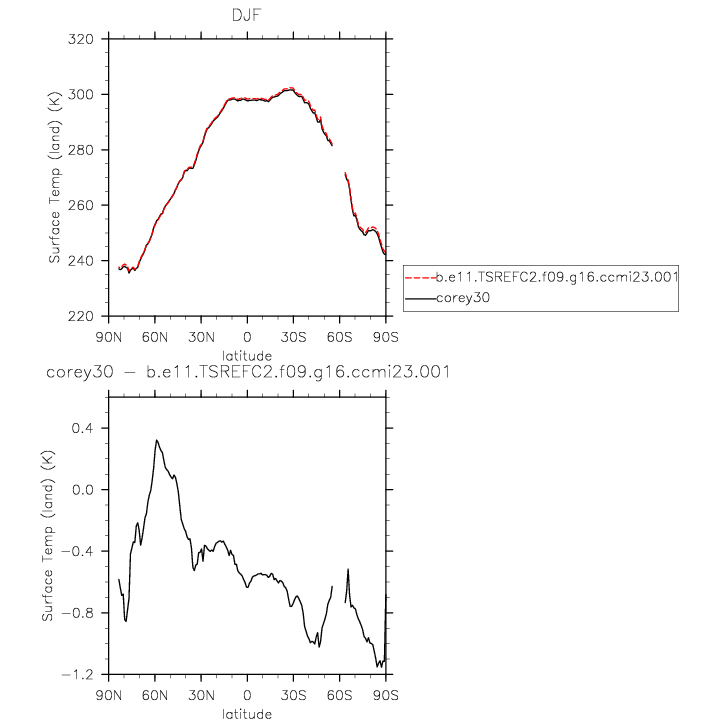 DJF
320
300
280
260
240
220
Surface Temp (land) (K)
90N 60N 30N 0 30S 60S 90S
latitude
b.e11.TSREFC2.f09.g16.ccmi23.001
corey30
corey30 - b.e11.TSREFC2.f09.g16.ccmi23.001
0.4
0.0
-0.4
-0.8
-1.2
Surface Temp (land) (K)
90N 60N 30N 0 30S 60S 90S
latitude